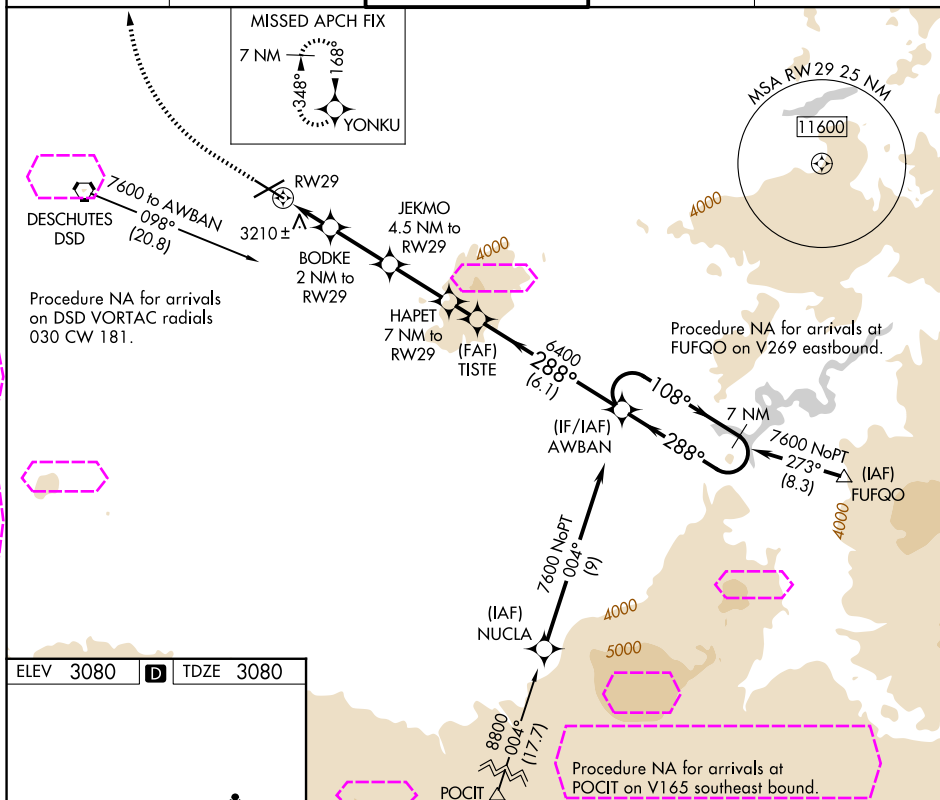 MISSED APCH FIX
7 NM
348°
168°
YONKU
MSA RW29 25 NM
11600
RW29
7600 to AWBAN
098°
(20.8)
DESCHUTES
DSD
3210 ±
JEKMO
4.5 NM to
RW29
BODKE
2 NM to
RW29
4000
4000
Procedure NA for arrivals
on DSD VORTAC radials
030 CW 181.
HAPET
7 NM to
RW29
(FAF)
TISTE
6400
288°
(6.1)
Procedure NA for arrivals at
FUFQO on V269 eastbound.
108°
7 NM
288°
(IF/IAF)
AWBAN
7600 NoPT
273°
(8.3)
(IAF)
FUFQO
4000
7600 NoPT
004°
(9)
(IAF)
NUCLA
4000
5000
ELEV 3080 D TDZE 3080
8800
004°
(17.7)
POCIT
Procedure NA for arrivals at
POCIT on V165 southeast bound.